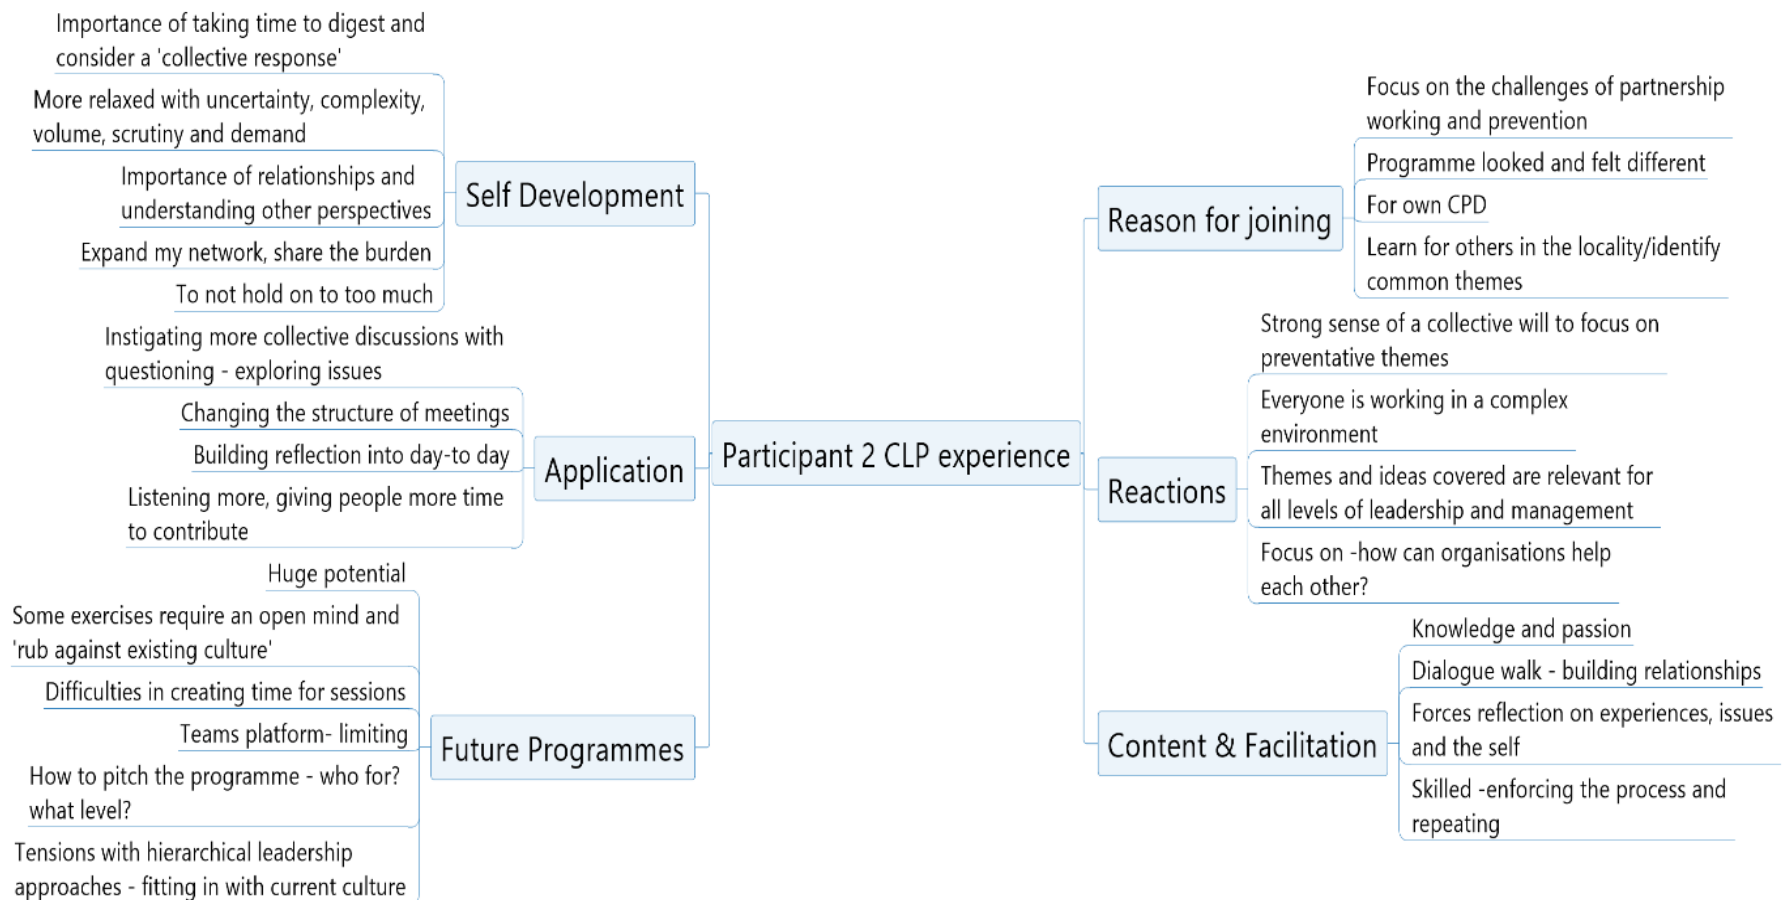 Importance of taking time to digest and
consider a 'collective response'
More relaxed with uncertainty, complexity,
volume, scrutiny and demand
Importance of relationships and
understanding other perspectives
Expand my network, share the burden
To not hold on to too much
Self Development
Instigating more collective discussions with
questioning - exploring issues
Changing the structure of meetings
Building reflection into day-to day
Listening more, giving people more time
to contribute
Application
Huge potential
Some exercises require an open mind and
'rub against existing culture'
Difficulties in creating time for sessions
Teams platform- limiting
How to pitch the programme - who for?
what level?
Tensions with hierarchical leadership
approaches - fitting in with current culture
Future Programmes
Participant 2 CLP experience
Reason for joining
Focus on the challenges of partnership
working and prevention
Programme looked and felt different
For own CPD
Learn for others in the locality/identify
common themes
Reactions
Strong sense of a collective will to focus on
preventative themes
Everyone is working in a complex
environment
Themes and ideas covered are relevant for
all levels of leadership and management
Focus on -how can organisations help
each other?
Content & Facilitation
Knowledge and passion
Dialogue walk - building relationships
Forces reflection on experiences, issues
and the self
Skilled -enforcing the process and
repeating